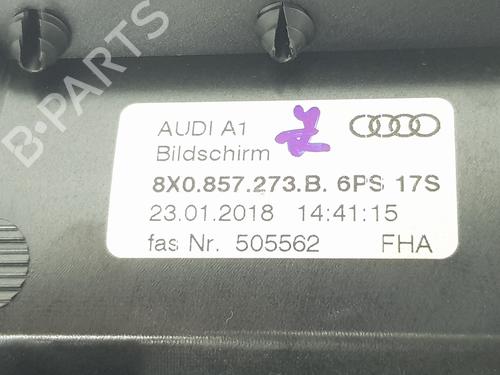 B-PARTS
AUDI A1
Bildschirm
8X0.857.273.B. 6PS 17S
23.01.2018 14:41:15
fas Nr. 505562 FHA